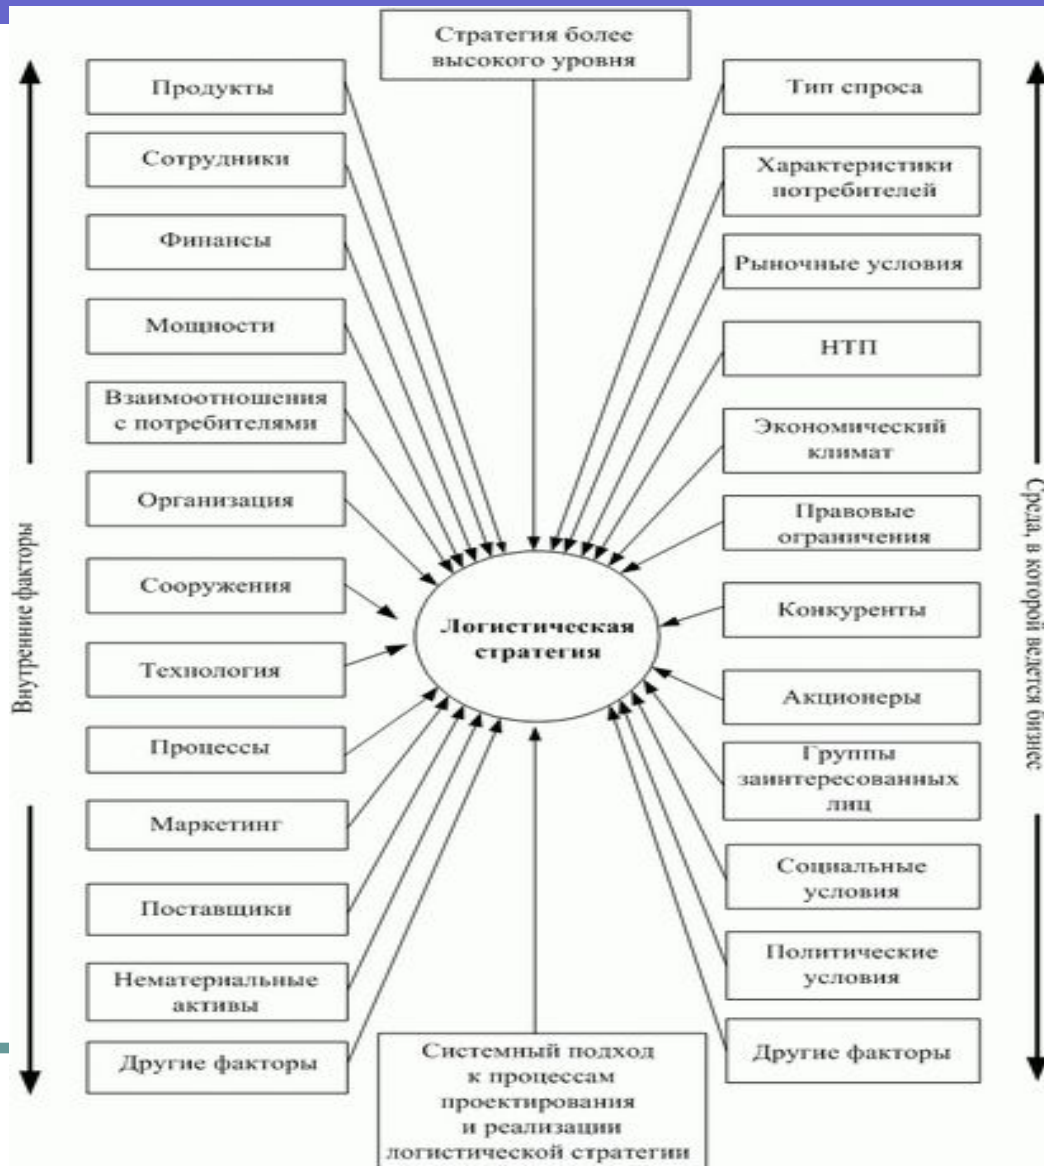 Стратегия более
высокого уровня
Внутренние факторы
Продукты
Сотрудники
Финансы
Мощности
Взаимоотношения
с потребителями
Организация
Сооружения
Технология
Процессы
Маркетинг
Поставщики
Нематериальные
активы
Другие факторы
Логистическая
стратегия
Системный подход
к процессам
проектирования
и реализации
логистической стратегии
Тип спроса
Характеристики
потребителей
Рыночные условия
НТП
Экономический
климат
Правовые
ограничения
Конкуренты
Акционеры
Группы
заинтересованных
лиц
Социальные
условия
Политические
условия
Другие факторы
Среда, в которой ведется бизнес